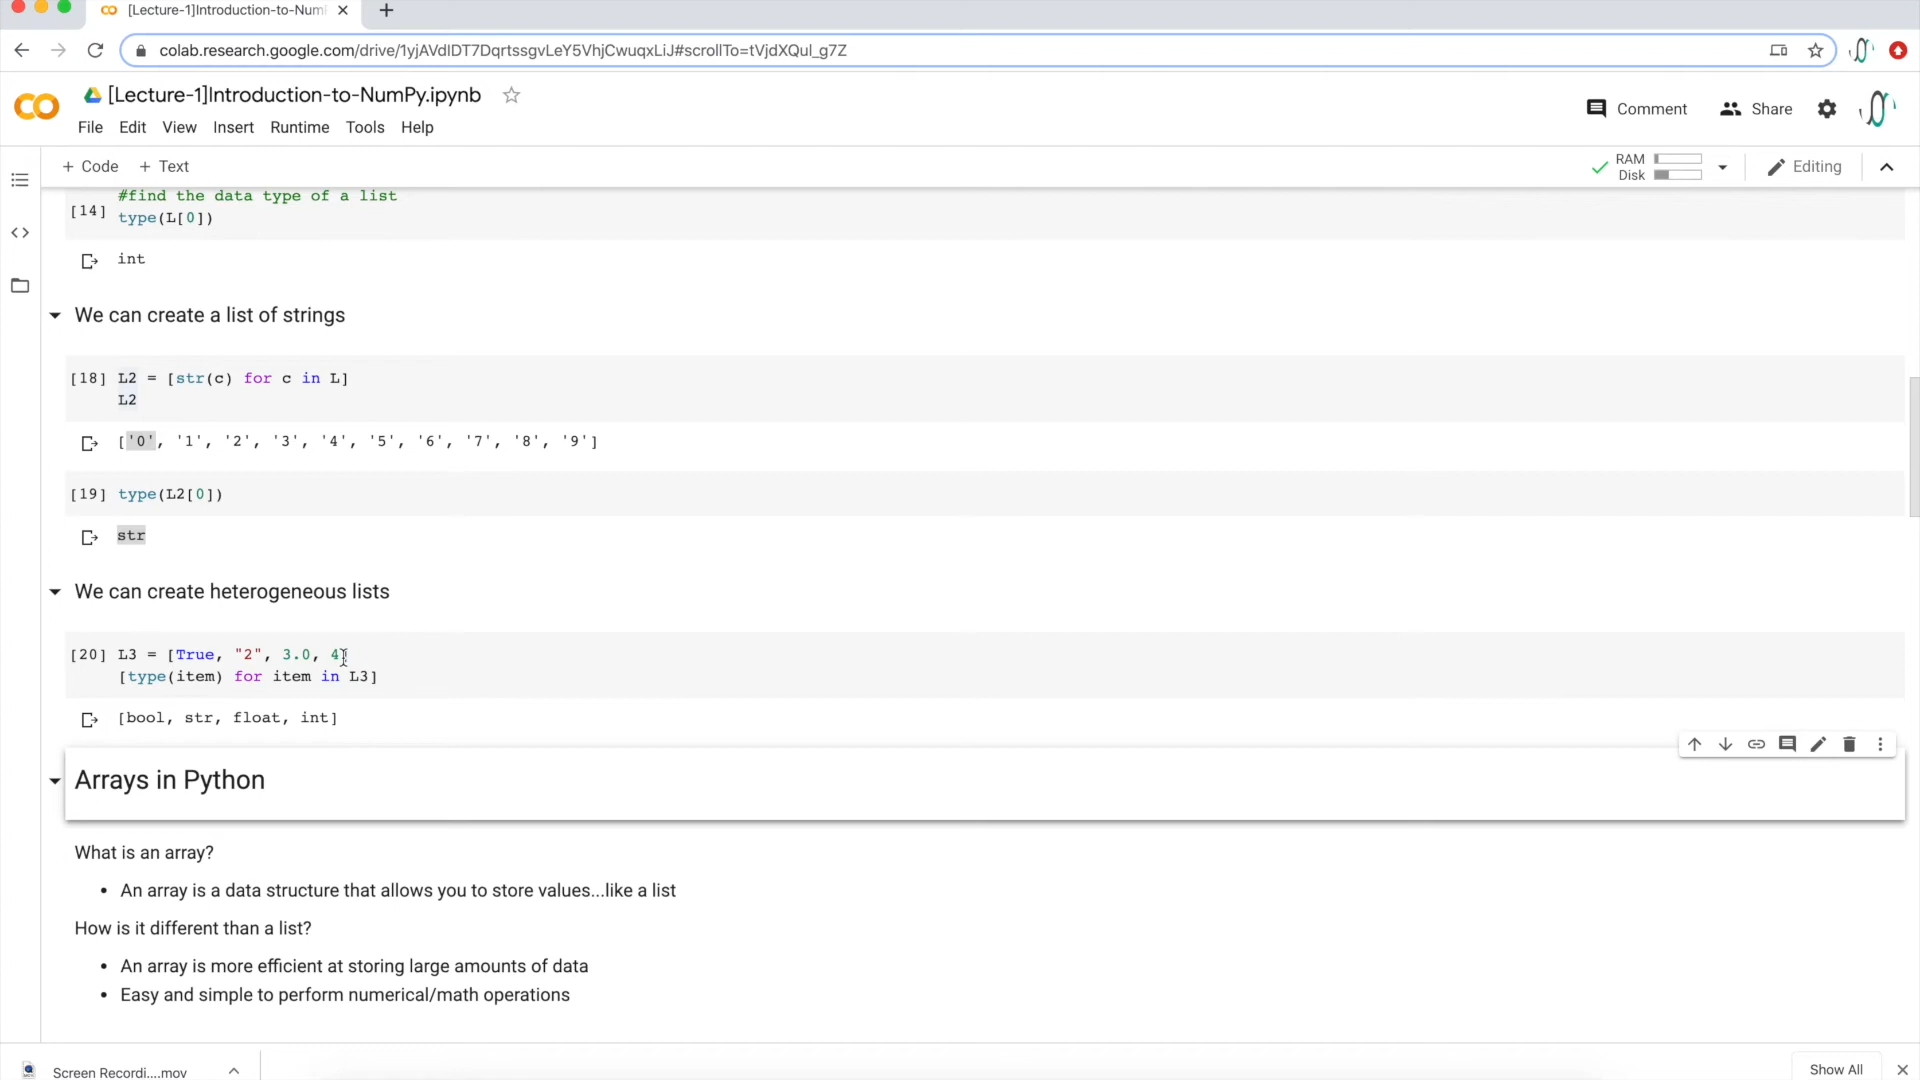 [Lecture-1]Introduction-to-NumF
colab.research.google.com/drive/1yjAVdlDT7DqrtssgvLeY5VhjCwuqxLiJ#scrollTo=tVjdXQul_g7Z
[Lecture-1]Introduction-to-NumPy.ipynb
File Edit View Insert Runtime Tools Help
Comment Share
+ Code + Text
RAM
Disk
Editing
#find the data type of a list
[14] type(L[0])
int
We can create a list of strings
[18] L2 = [str(c) for c in L]
L2
['0', '1', '2', '3', '4', '5', '6', '7', '8', '9']
[19] type(L2[0])
str
We can create heterogeneous lists
[20] L3 = [True, "2", 3.0, 4]
[type(item) for item in L3]
[bool, str, float, int]
Arrays in Python
What is an array?
• An array is a data structure that allows you to store values...like a list
How is it different than a list?
• An array is more efficient at storing large amounts of data
• Easy and simple to perform numerical/math operations
Screen Recordi....mov
Show All